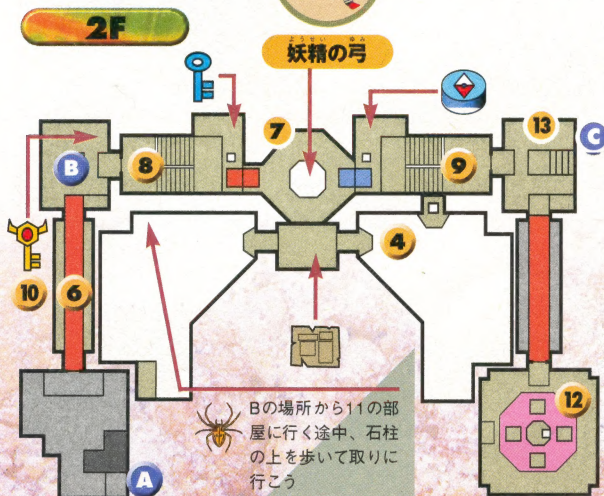 2F
ようせい ゆみ
妖精の弓
7
13
C
B
8
9
4
10
6
12
A
Bの場所から11の部
屋に行く途中、石柱
の上を歩いて取りに
行こう